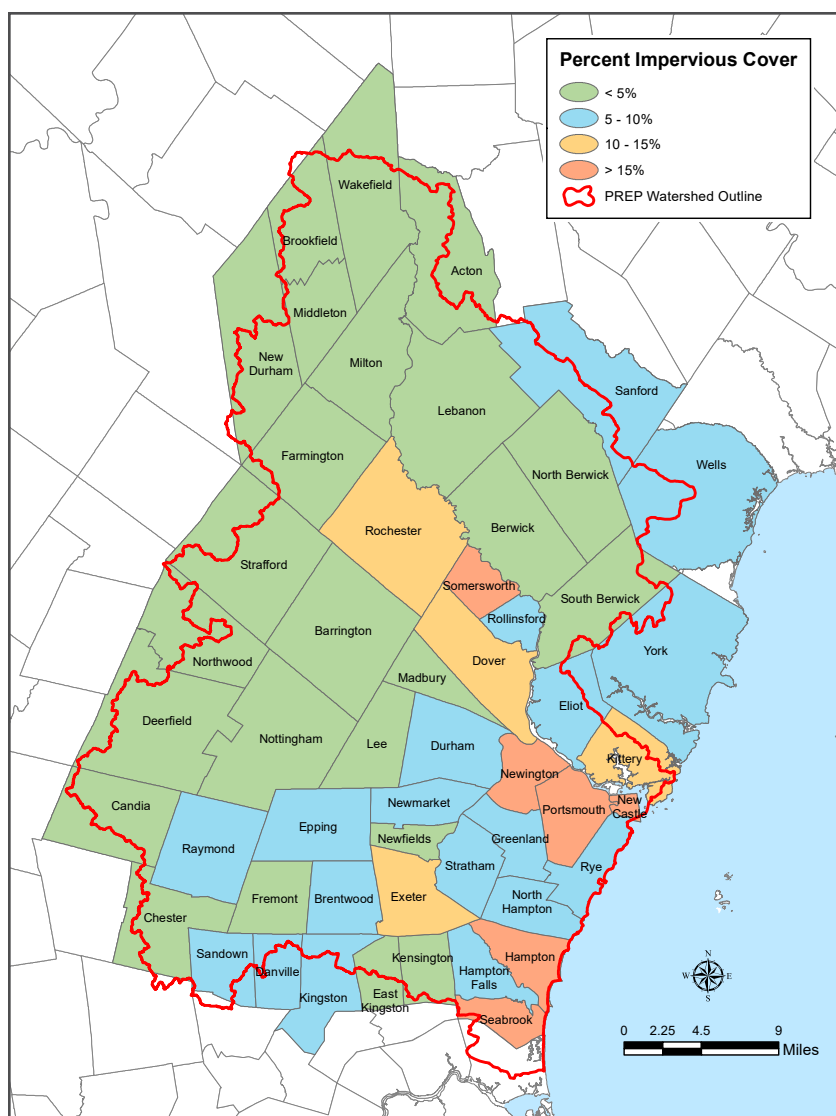 Percent Impervious Cover
< 5%
5 - 10%
10 - 15%
> 15%
PREP Watershed Outline
Wakefield
Brookfield
Acton
Middleton
New
Durham
Milton
Sanford
Lebanon
Farmington
North Berwick
Wells
Rochester
Berwick
Strafford
Somersworth
South Berwick
Rollinsford
Barrington
York
Northwood
Dover
Madbury
Eliot
Deerfield
Nottingham
Lee
Durham
Kittery
Newington
Candia
Newmarket
Portsmouth
New
Castle
Epping
Raymond
Newfields
Greenland
Stratham
Rye
Fremont
Brentwood
Exeter
North
Hampton
Chester
Sandown
Danville
Kensington
Hampton
Hampton
Falls
Kingston
East
Kingston
Seabrook
N
W E
S
0 2.25 4.5 9
Miles